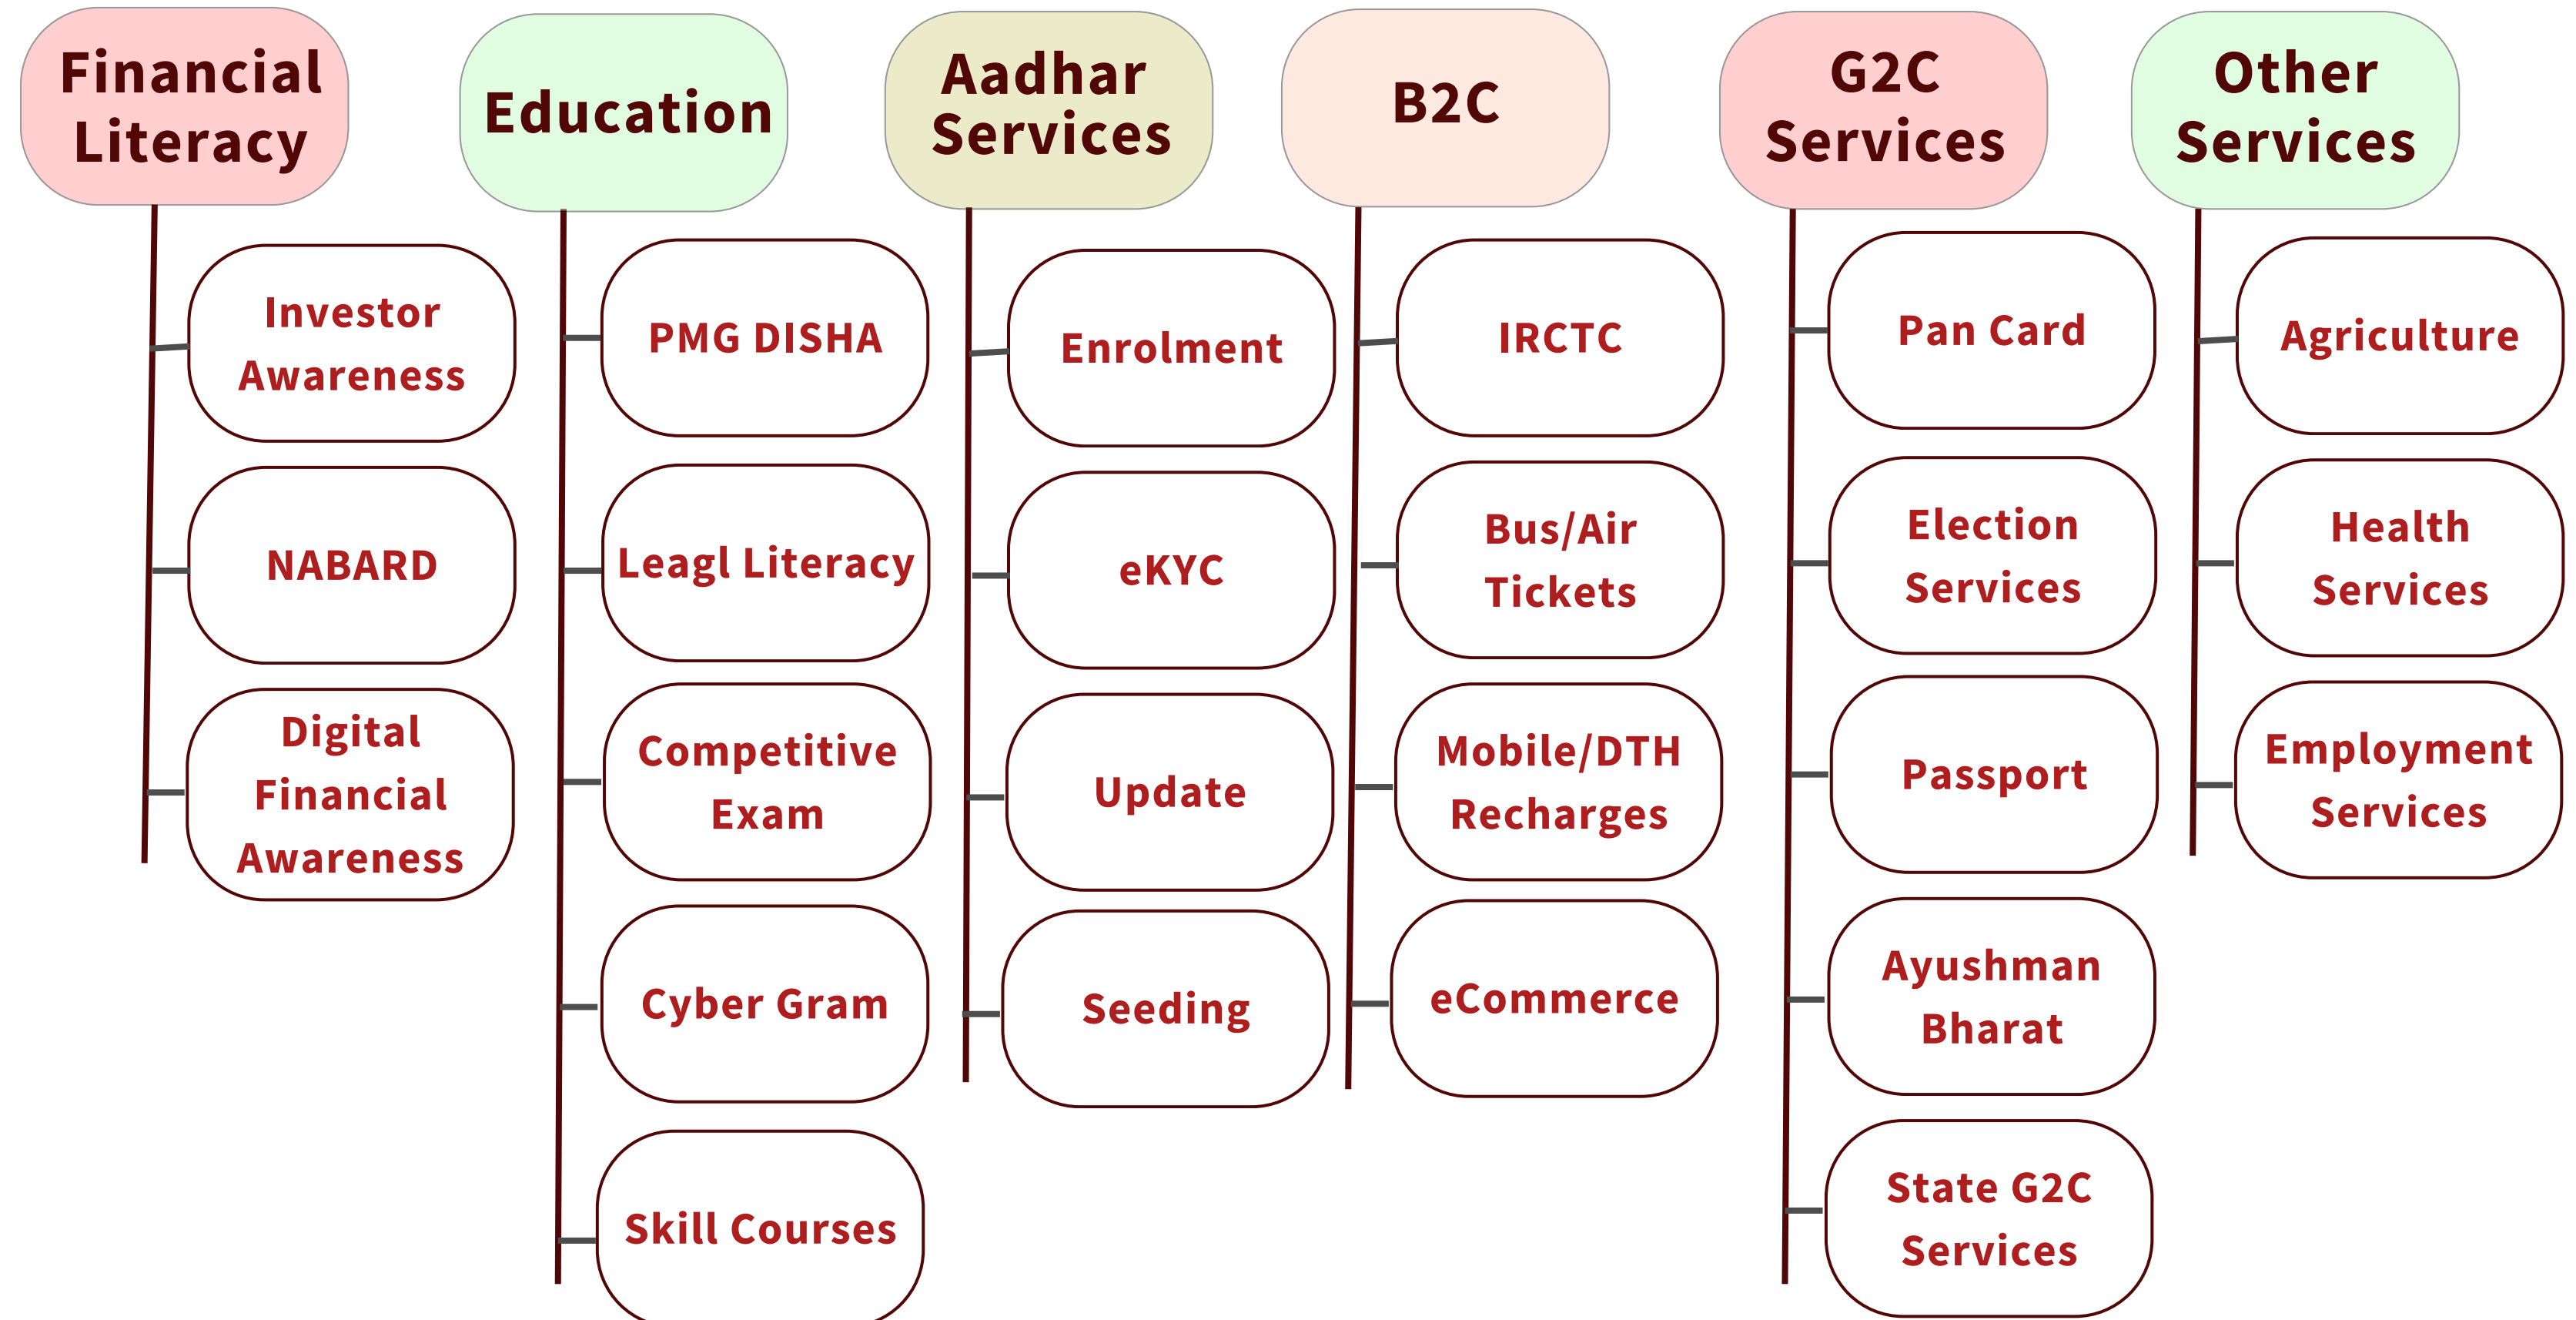 Financial
Literacy
Investor
Awareness
NABARD
Digital
Financial
Awareness
Education
PMG DISHA
Leagl Literacy
Competitive
Exam
Cyber Gram
Skill Courses
Aadhar
Services
Enrolment
eKYC
Update
Seeding
B2C
IRCTC
Bus/Air
Tickets
Mobile/DTH
Recharges
eCommerce
G2C
Services
Pan Card
Election
Services
Passport
Ayushman
Bharat
State G2C
Services
Other
Services
Agriculture
Health
Services
Employment
Services